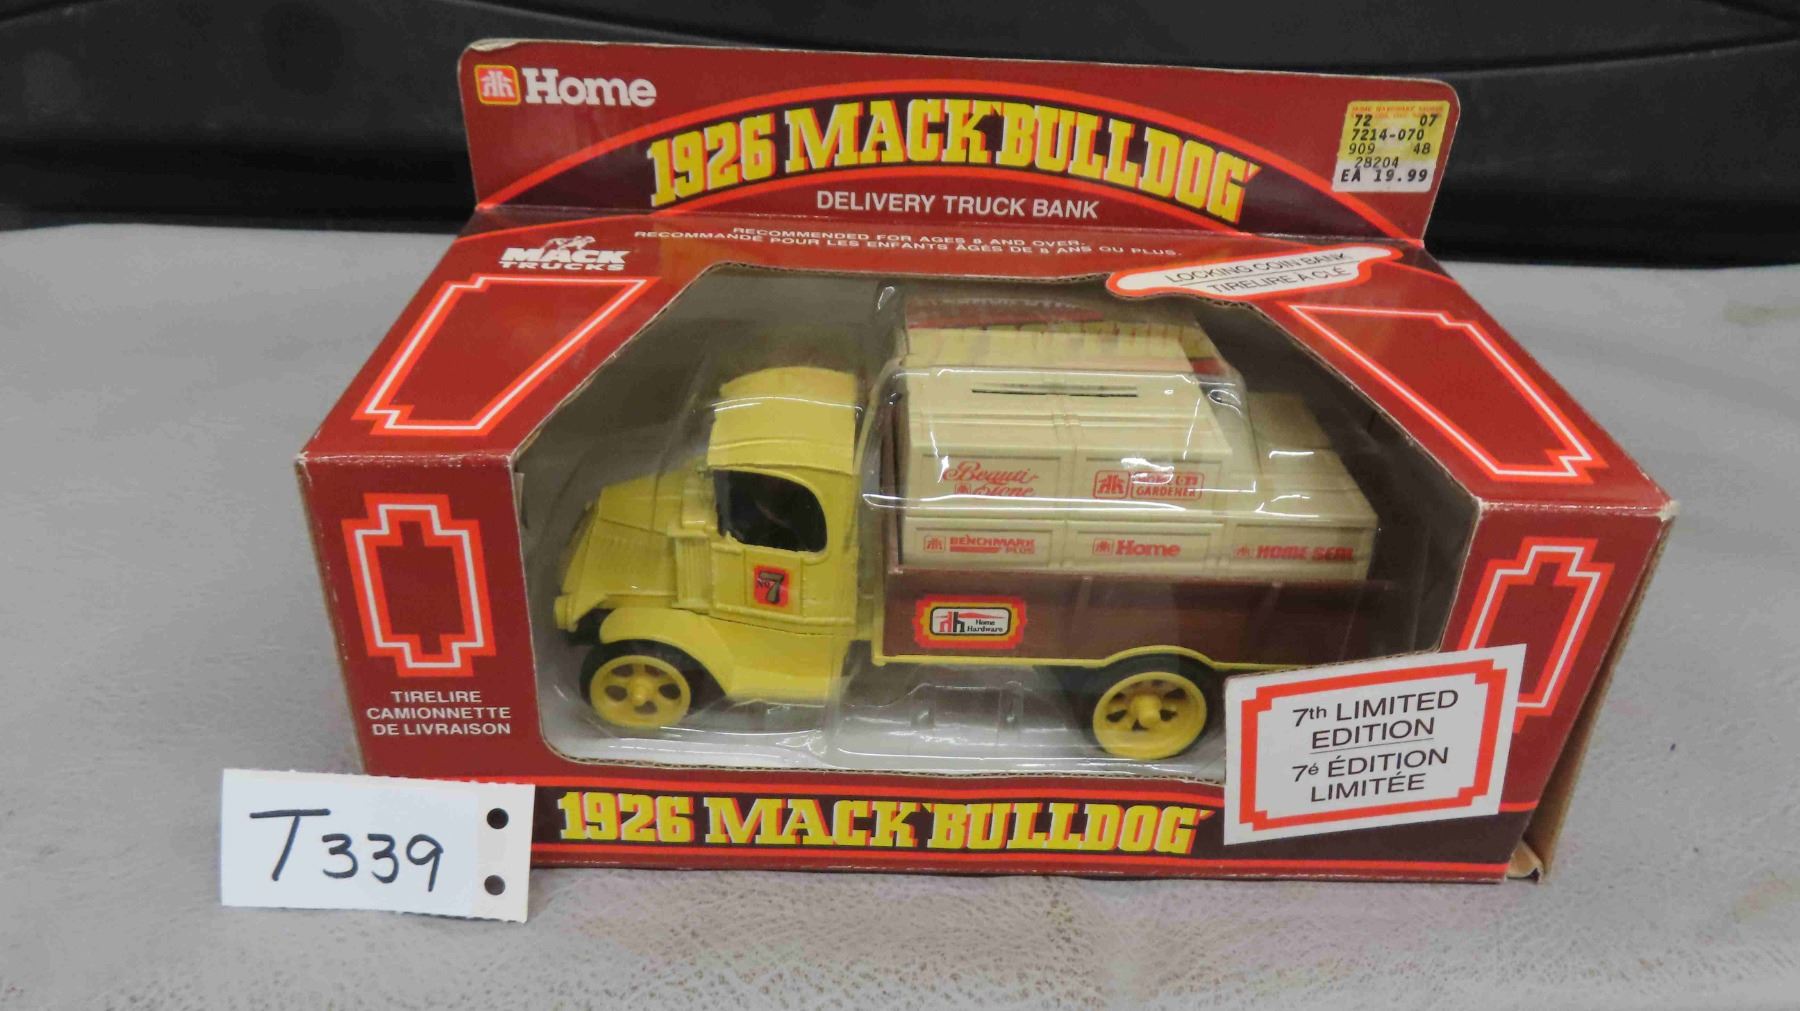 Home
1926 MACK BULLDOG
DELIVERY TRUCK BANK
72 07
7214-070
909 48
28204
EA 19.99
RECOMMENDED FOR AGES 8 AND OVER.
RECOMMANDÉ POUR LES ENFANTS ÂGÉS DE 8 ANS OU PLUS.
MACK
TRUCKS
LOCKING COIN BANK
TIRELIRE À CLÉ
Beauti
tone
GARDENER
BENCHMARK
PLUS
Home
HOME SEAL
No 7
Home
Hardware
TIRELIRE
CAMIONNETTE
DE LIVRAISON
7th LIMITED
EDITION
7é ÉDITION
LIMITÉE
1926 MACK BULLDOG
T339